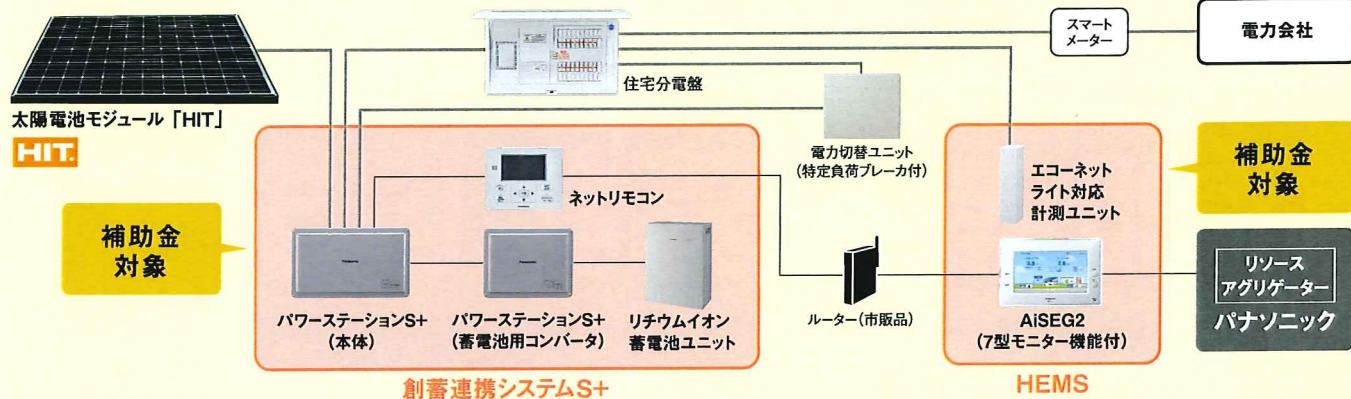 スマート
メーター
電力会社
住宅分電盤
太陽電池モジュール「HIT」
HIT.
電力切替ユニット
(特定負荷ブレーカ付)
エコーネット
ライト対応
計測ユニット
補助金
対象
ネットリモコン
補助金
対象
Panasonic
Panasonic
パワーステーションS+
(本体)
パワーステーションS+
(蓄電池用コンバータ)
リチウムイオン
蓄電池ユニット
ルーター(市販品)
AiSEG2
(7型モニター機能付)
リソース
アグリゲーター
パナソニック
創蓄連携システムS+
HEMS